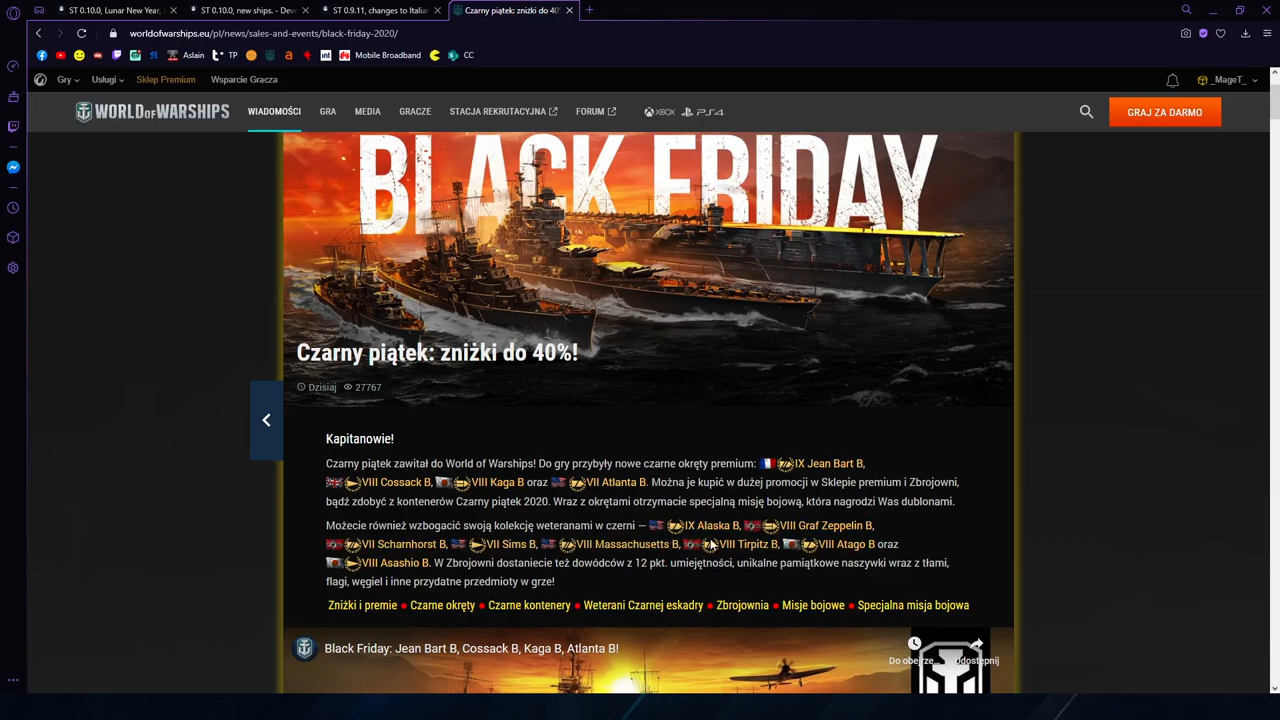 ST 0.10.0, Lunar New Year,
ST 0.10.0, new ships. - Deve
ST 0.9.11, changes to Italian
Czarny piątek: zniżki do 40%
worldofwarships.eu/pl/news/sales-and-events/black-friday-2020/
Aslain
TP
int
Mobile Broadband
CC
Gry
Usługi
Sklep Premium
Wsparcie Gracza
_MageT_
WORLD OF WARSHIPS
WIADOMOŚCI
GRA
MEDIA
GRACZE
STACJA REKRUTACYJNA
FORUM
XBOX
PS4
GRAJ ZA DARMO
BLACK FRIDAY
Czarny piątek: zniżki do 40%!
Dzisiaj 27767
Kapitanowie!
Czarny piątek zawitał do World of Warships! Do gry przybyły nowe czarne okręty premium: IX Jean Bart B,
VIII Cossack B, VIII Kaga B oraz VII Atlanta B. Można je kupić w dużej promocji w Sklepie premium i Zbrojowni,
bądź zdobyć z kontenerów Czarny piątek 2020. Wraz z okrętami otrzymacie specjalną misję bojową, która nagrodzi Was dublonami.
Możecie również wzbogacić swoją kolekcję weteranami w czerni — IX Alaska B, VIII Graf Zeppelin B,
VII Scharnhorst B, VII Sims B, VIII Massachusetts B, VIII Tirpitz B, VIII Atago B oraz
VIII Asashio B. W Zbrojowni dostaniecie też dowódców z 12 pkt. umiejętności, unikalne pamiątkowe naszywki wraz z tłami,
flagi, węgiel i inne przydatne przedmioty w grze!
Zniżki i premie • Czarne okręty • Czarne kontenery • Weterani Czarnej eskadry • Zbrojownia • Misje bojowe • Specjalna misja bojowa
Black Friday: Jean Bart B, Cossack B, Kaga B, Atlanta B!
Do obejrze...
Udostępnij